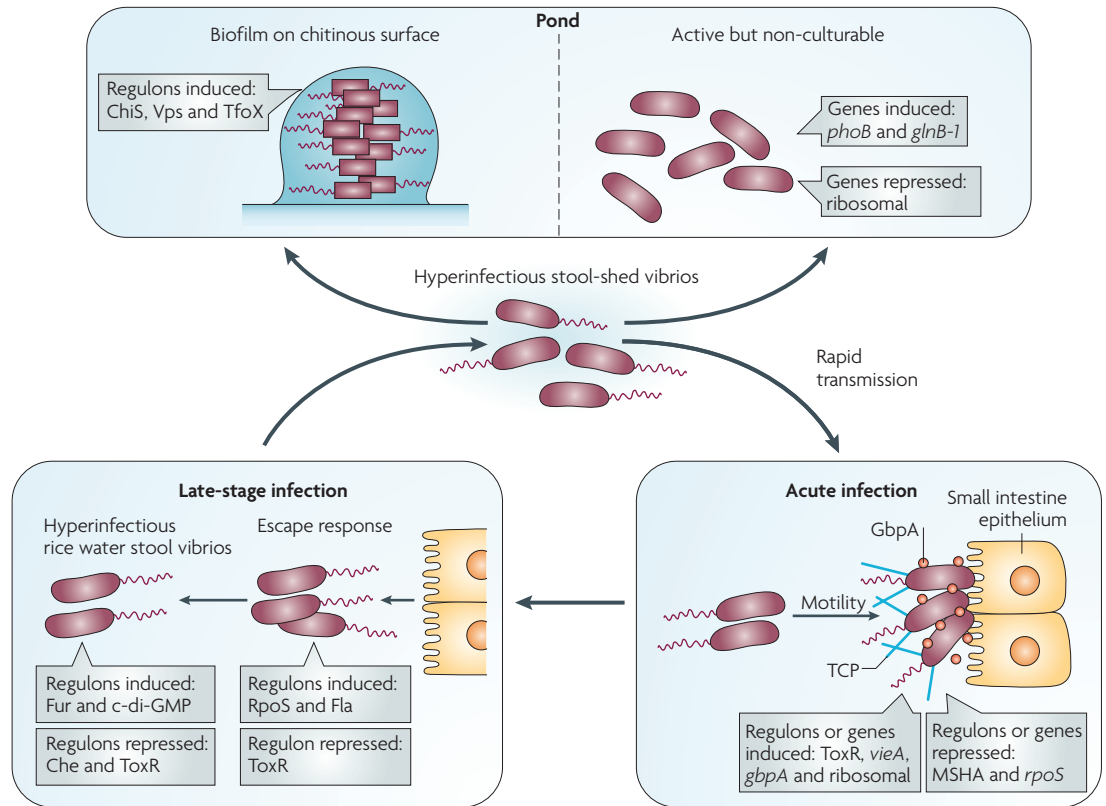 Pond
Biofilm on chitinous surface
Regulons induced:
ChiS, Vps and TfoX
Active but non-culturable
Genes induced:
phoB and glnB-1
Genes repressed:
ribosomal
Hyperinfectious stool-shed vibrios
Rapid
transmission
Late-stage infection
Hyperinfectious
rice water stool vibrios
Escape response
Regulons induced:
Fur and c-di-GMP
Regulons repressed:
Che and ToxR
Regulons induced:
RpoS and Fla
Regulon repressed:
ToxR
Acute infection
Small intestine
epithelium
GbpA
Motility
TCP
Regulons or genes
induced: ToxR, vieA,
gbpA and ribosomal
Regulons or genes
repressed:
MSHA and rpoS